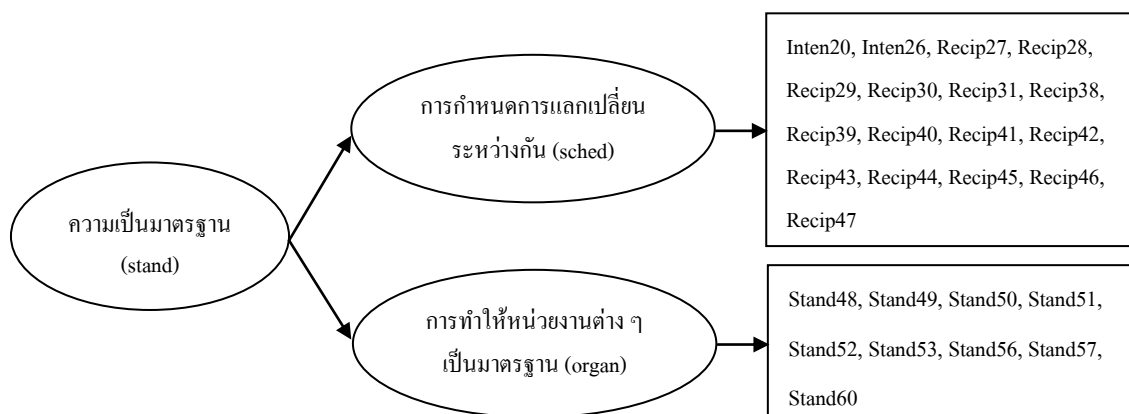 Inten20, Inten26, Recip27, Recip28,
Recip29, Recip30, Recip31, Recip38,
Recip39, Recip40, Recip41, Recip42,
Recip43, Recip44, Recip45, Recip46,
Recip47
การกำหนดการแลกเปลี่ยน
ระหว่างกัน (sched)
ความเป็นมาตรฐาน
(stand)
การทำให้หน่วยงานต่าง ๆ
เป็นมาตรฐาน (organ)
Stand48, Stand49, Stand50, Stand51,
Stand52, Stand53, Stand56, Stand57,
Stand60